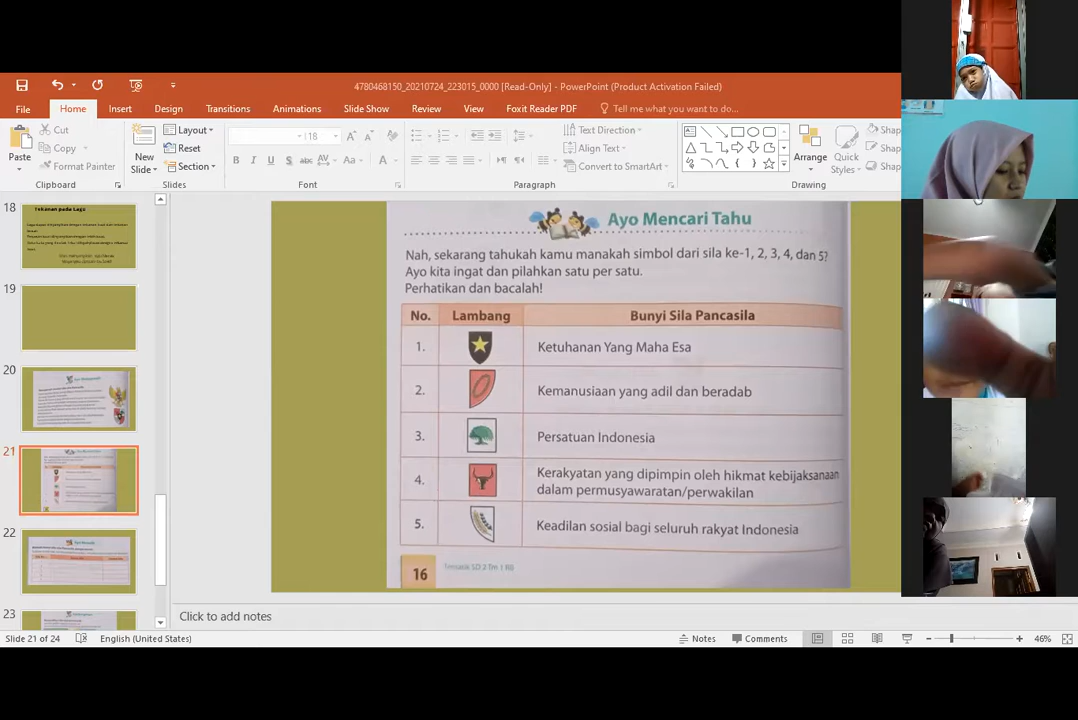 4780468150_20210724_223015_0000 [Read-Only] - PowerPoint (Product Activation Failed)
File Home Insert Design Transitions Animations Slide Show Review View Foxit Reader PDF Tell me what you want to do...
Cut
Copy
Format Painter
Paste
Clipboard
New Slide
Layout
Reset
Section
Slides
18
Font
Paragraph
Text Direction
Align Text
Convert to SmartArt
Arrange
Quick Styles
Drawing
18
Tekanan pada Lagu
19
20
21
22
23
Ayo Mencari Tahu
Nah, sekarang tahukah kamu manakah simbol dari sila ke-1, 2, 3, 4, dan 5?
Ayo kita ingat dan pilahkan satu per satu.
Perhatikan dan bacalah!
No. Lambang Bunyi Sila Pancasila
1. Ketuhanan Yang Maha Esa
2. Kemanusiaan yang adil dan beradab
3. Persatuan Indonesia
4. Kerakyatan yang dipimpin oleh hikmat kebijaksanaan
dalam permusyawaratan/perwakilan
5. Keadilan sosial bagi seluruh rakyat Indonesia
16
Click to add notes
Slide 21 of 24 English (United States) Notes Comments 46%